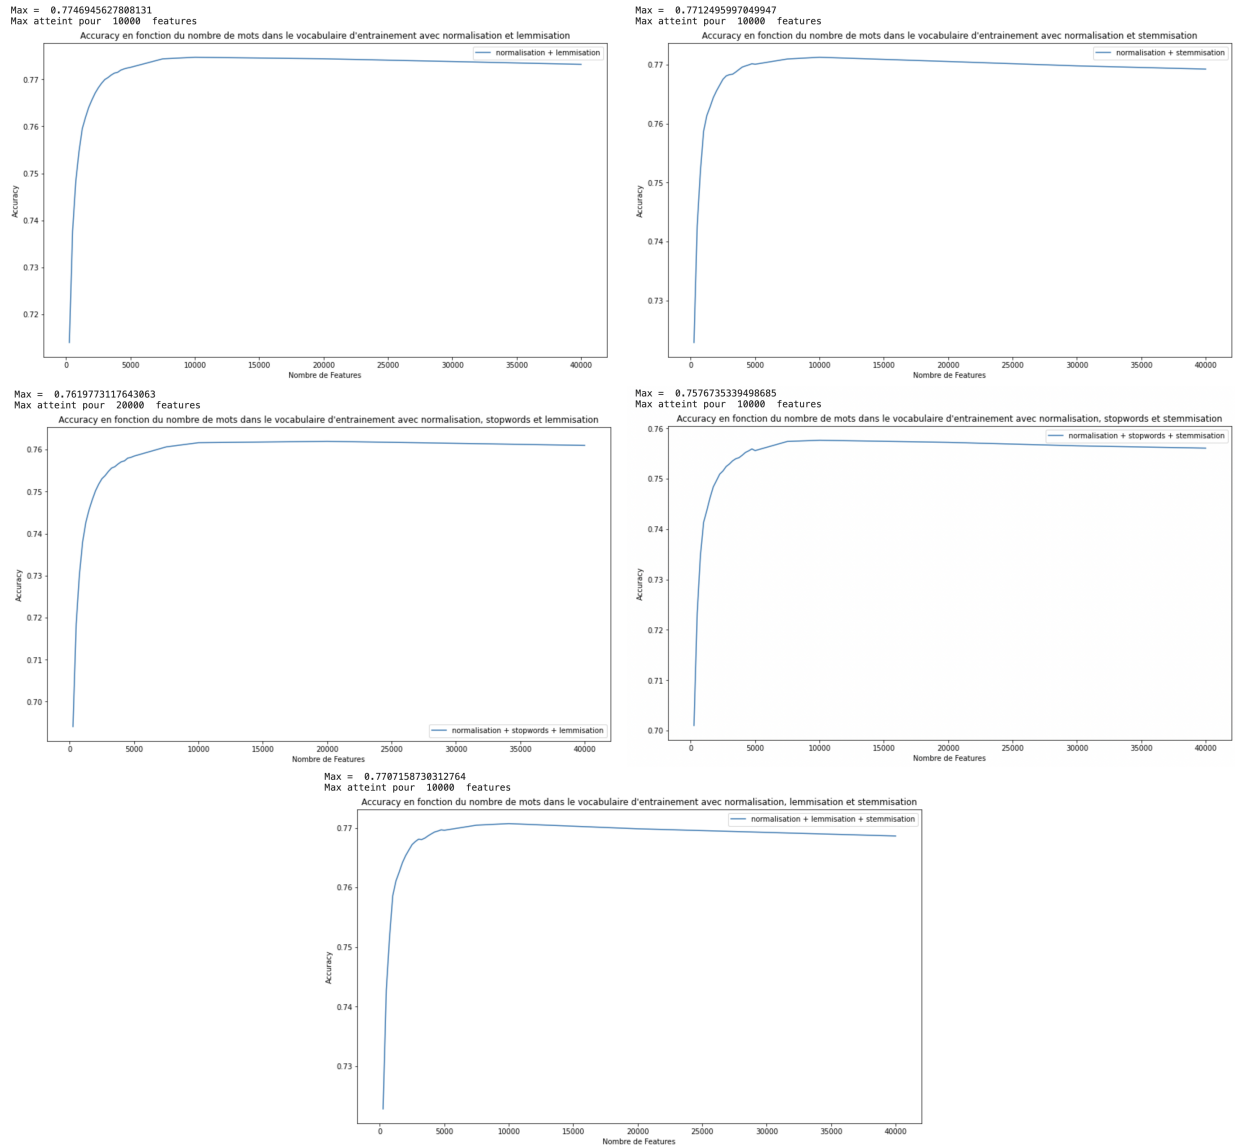 Max =  0.7746945627808131
Max atteint pour  10000  features
Accuracy en fonction du nombre de mots dans le vocabulaire d'entrainement avec normalisation et lemmisation
normalisation + lemmisation
0.77
0.76
0.75
0.74
0.73
0.72
Accuracy
0 5000 10000 15000 20000 25000 30000 35000 40000
Nombre de Features
Max =  0.7712495997049947
Max atteint pour  10000  features
Accuracy en fonction du nombre de mots dans le vocabulaire d'entrainement avec normalisation et stemmisation
normalisation + stemmisation
0.77
0.76
0.75
0.74
0.73
Accuracy
0 5000 10000 15000 20000 25000 30000 35000 40000
Nombre de Features
Max =  0.7619773117643063
Max atteint pour  20000  features
Accuracy en fonction du nombre de mots dans le vocabulaire d'entrainement avec normalisation, stopwords et lemmisation
0.76
0.75
0.74
0.73
0.72
0.71
0.70
Accuracy
normalisation + stopwords + lemmisation
0 5000 10000 15000 20000 25000 30000 35000 40000
Nombre de Features
Max =  0.7576735339498685
Max atteint pour  10000  features
Accuracy en fonction du nombre de mots dans le vocabulaire d'entrainement avec normalisation, stopwords et stemmisation
normalisation + stopwords + stemmisation
0.76
0.75
0.74
0.73
0.72
0.71
0.70
Accuracy
0 5000 10000 15000 20000 25000 30000 35000 40000
Nombre de Features
Max =  0.7707158730312764
Max atteint pour  10000  features
Accuracy en fonction du nombre de mots dans le vocabulaire d'entrainement avec normalisation, lemmisation et stemmisation
normalisation + lemmisation + stemmisation
0.77
0.76
0.75
0.74
0.73
Accuracy
0 5000 10000 15000 20000 25000 30000 35000 40000
Nombre de Features